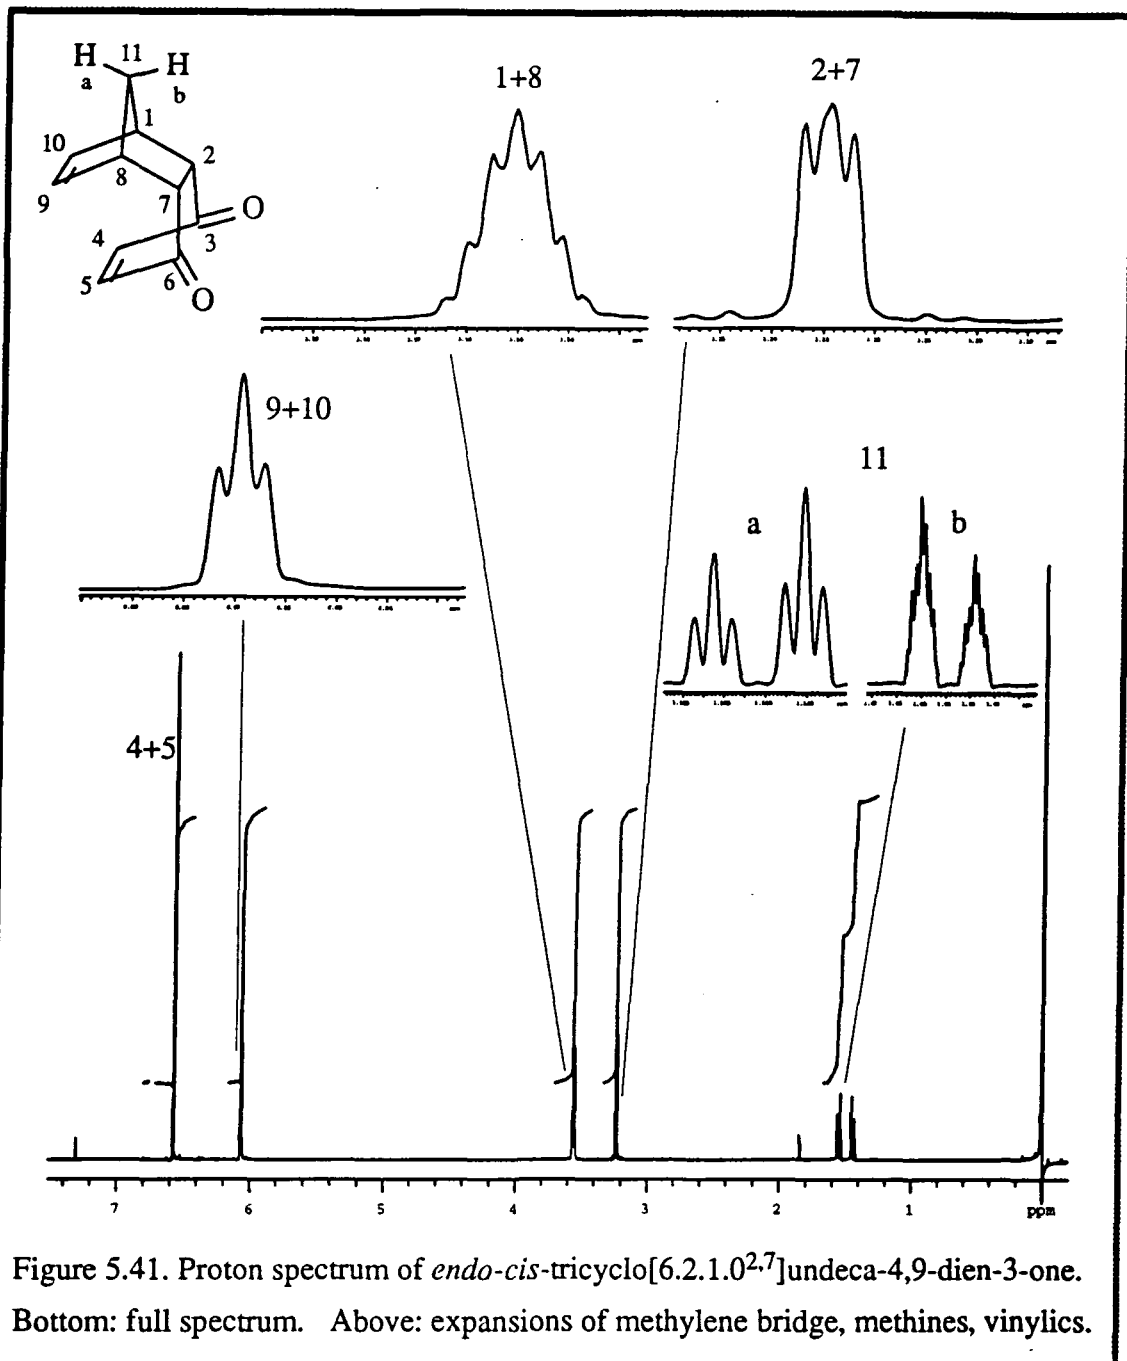 H 11 H
a b
1+8
2+7
1
10
2
8
9
7
O
4
3
5
6
O
9+10
11
a
b
4+5
7 6 5 4 3 2 1 ppm
Figure 5.41. Proton spectrum of endo-cis-tricyclo[6.2.1.0²,⁷]undeca-4,9-dien-3-one.
Bottom: full spectrum. Above: expansions of methylene bridge, methines, vinylics.